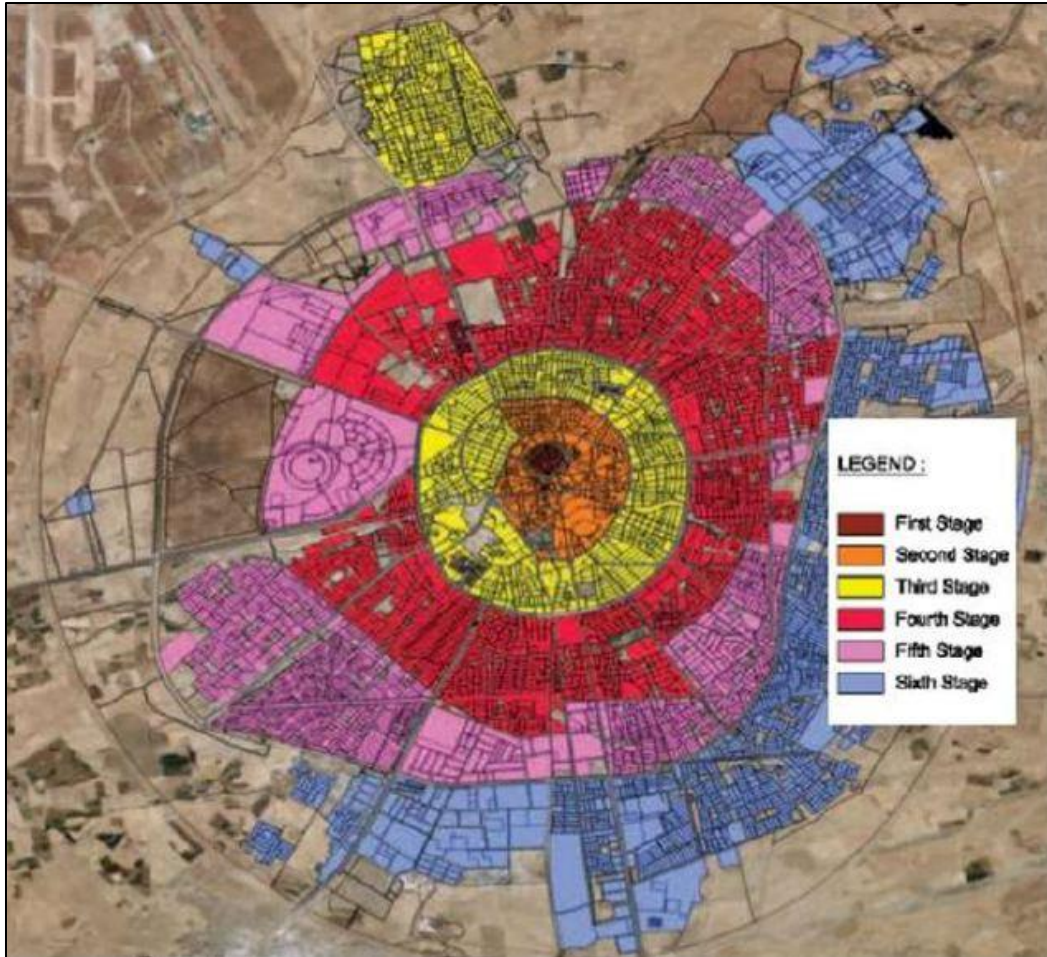 LEGEND :
First Stage
Second Stage
Third Stage
Fourth Stage
Fifth Stage
Sixth Stage